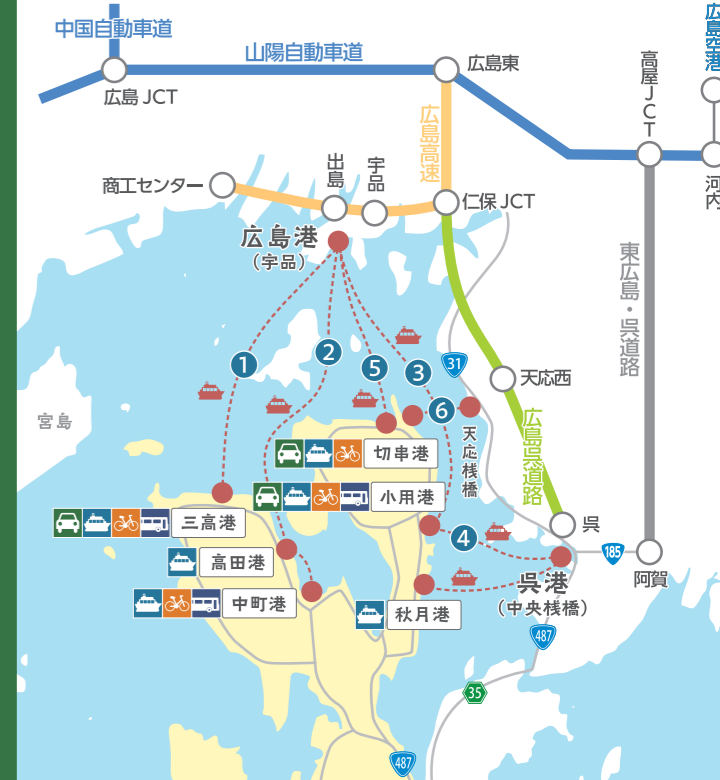 中国自動車道
山陽自動車道
広島空港
広島JCT
広島東
高屋JCT
河内
広島高速
商工センター
出島
宇品
仁保JCT
広島港
(宇品)
東広島・呉道路
1
2
5
3
6
31
天応西
宮島
広島呉道路
天応桟橋
切串港
小用港
三高港
4
呉
185
阿賀
高田港
呉港
(中央桟橋)
中町港
秋月港
487
35
487